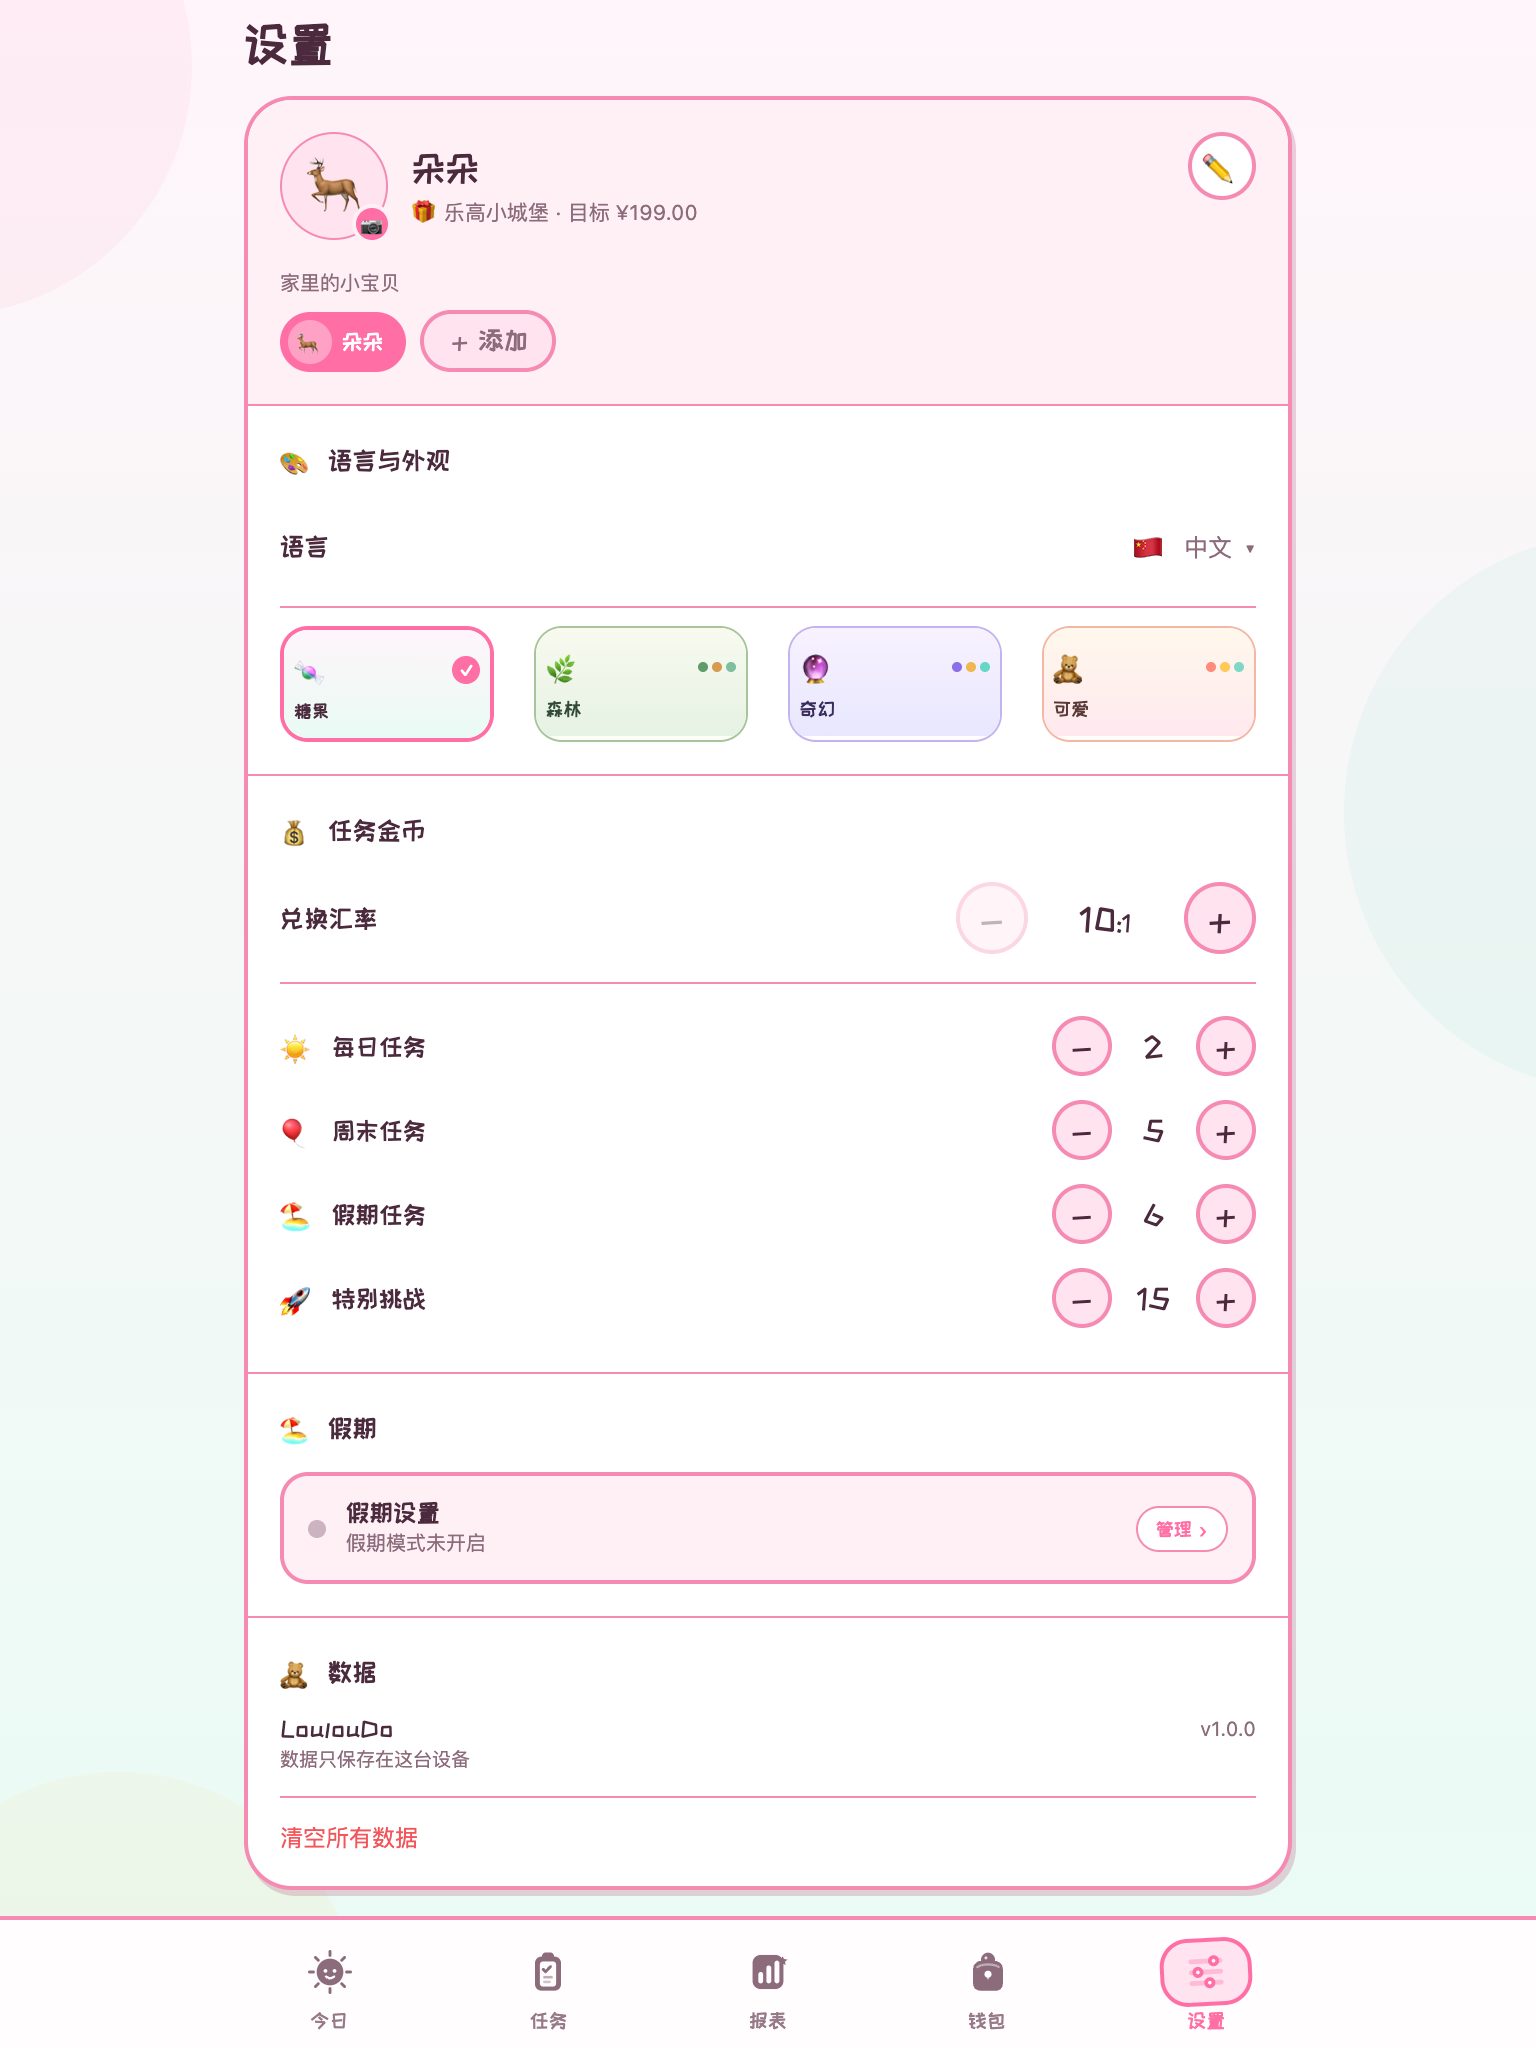 设置
朵朵
乐高小城堡 · 目标 ¥199.00
家里的小宝贝
朵朵
+ 添加
语言与外观
语言
中文
糖果
森林
奇幻
可爱
任务金币
兑换汇率
− 10:1 +
每日任务
− 2 +
周末任务
− 5 +
假期任务
− 6 +
特别挑战
− 15 +
假期
假期设置
假期模式未开启
管理 ›
数据
LoulouDo
v1.0.0
数据只保存在这台设备
清空所有数据
今日
任务
报表
钱包
设置